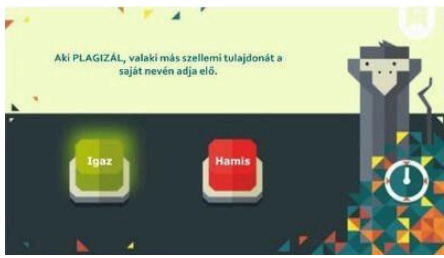 Aki PLAGIZÁL, valaki más szellemi tulajdonát a
saját nevén adja elő.
Igaz
Hamis